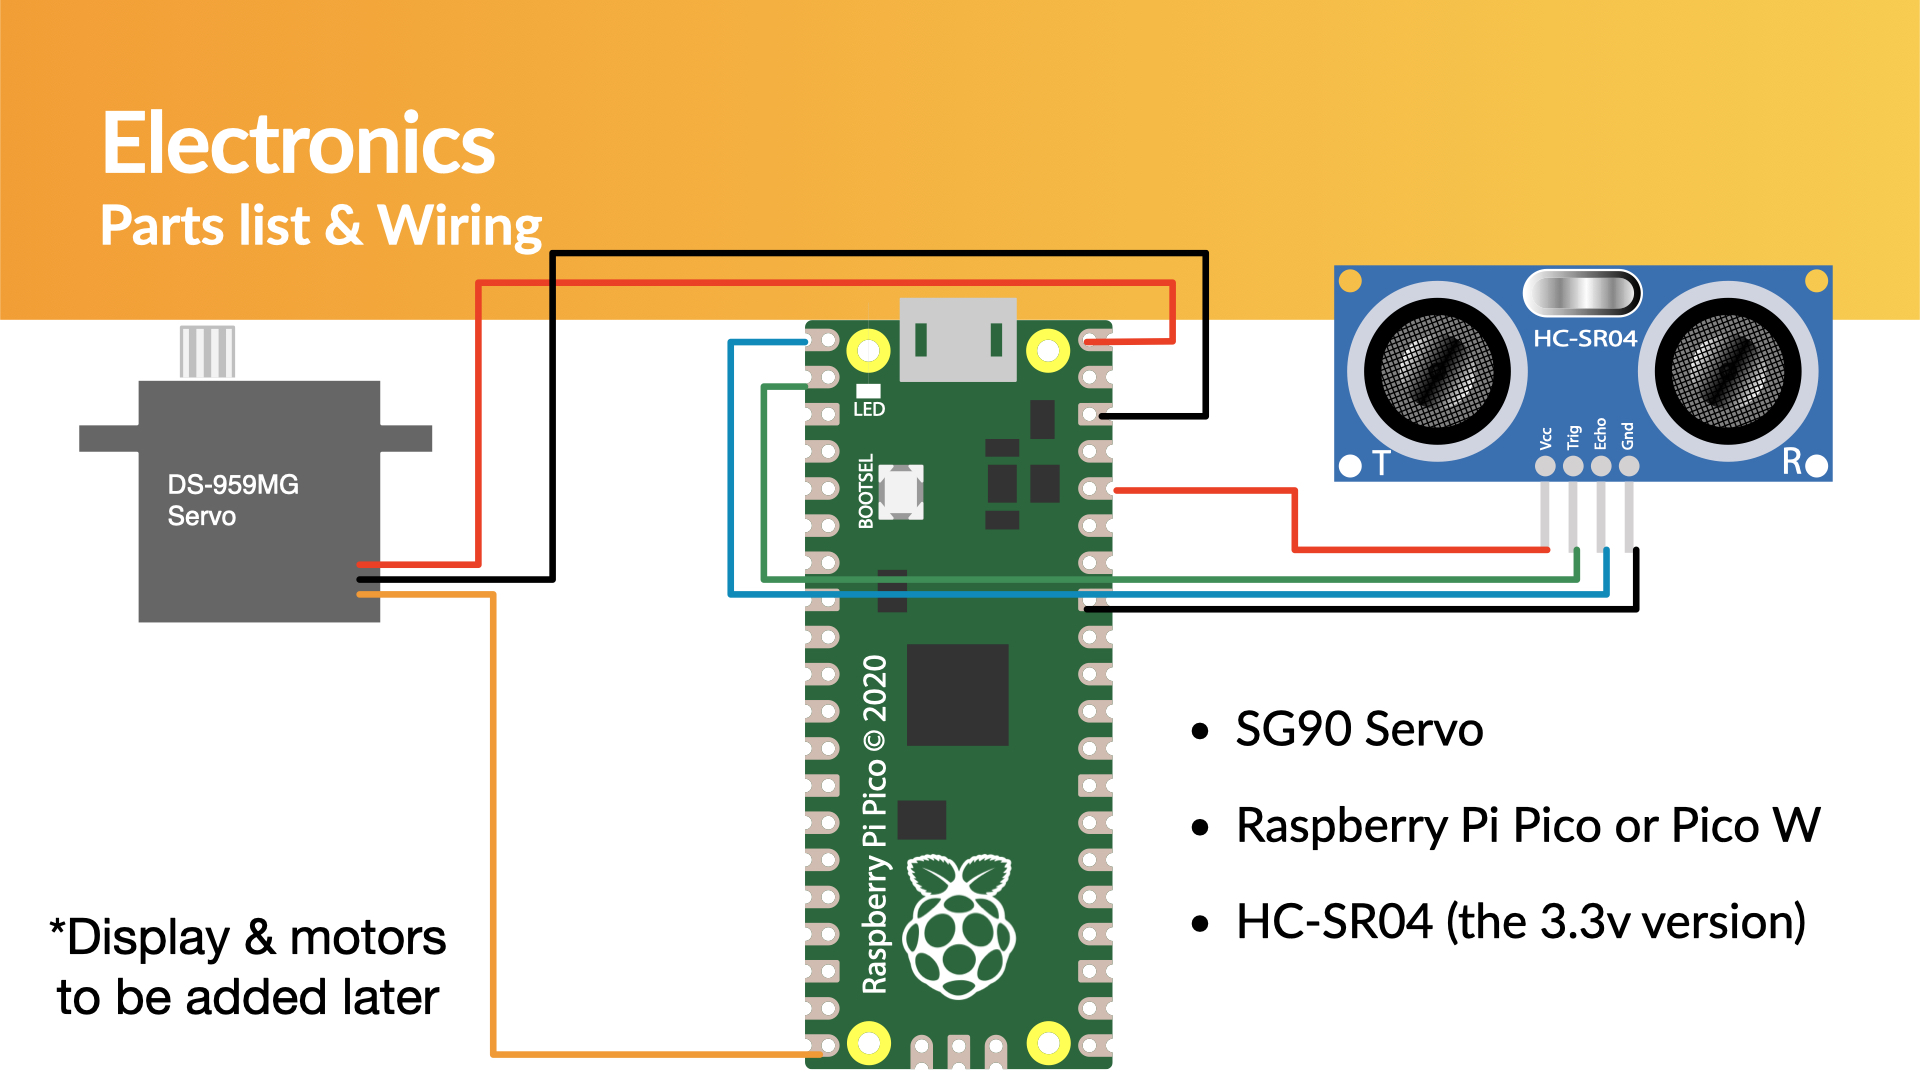 Electronics
Parts list & Wiring
HC-SR04
LED
Vcc
Trig
Echo
Gnd
T
R
BOOTSEL
DS-959MG
Servo
Raspberry Pi Pico © 2020
• SG90 Servo
• Raspberry Pi Pico or Pico W
• HC-SR04 (the 3.3v version)
*Display & motors
to be added later